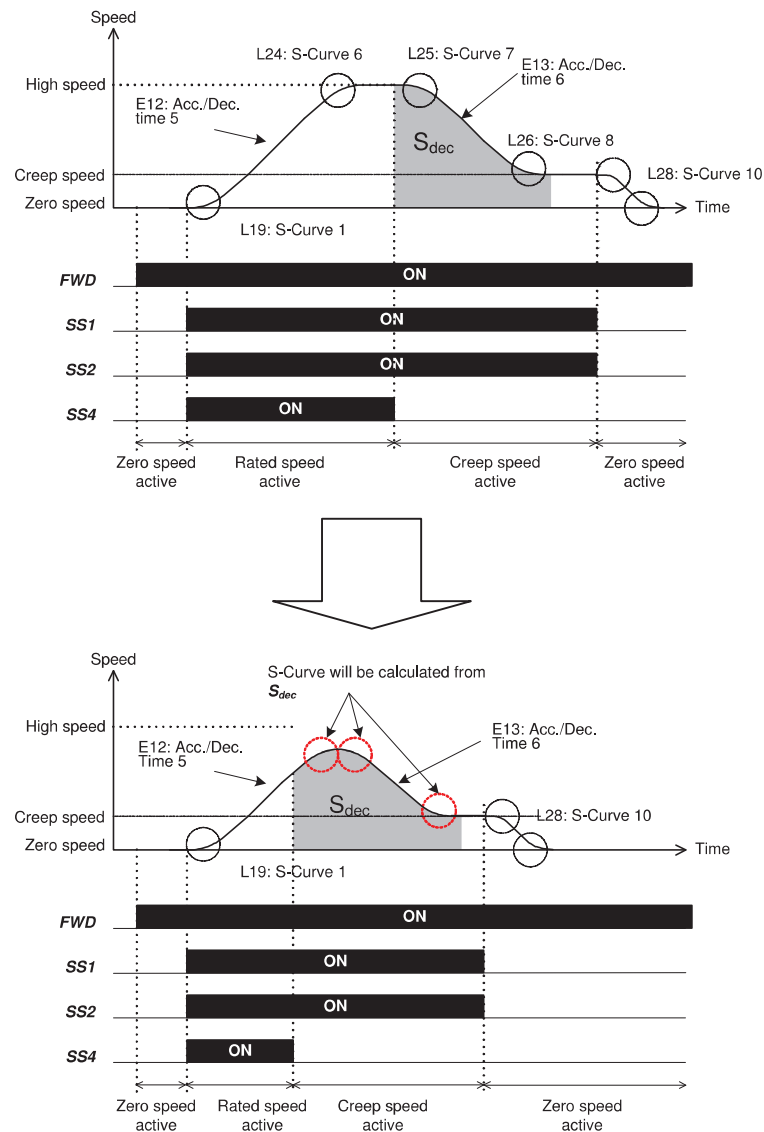 Speed
L24: S-Curve 6
L25: S-Curve 7
E13: Acc./Dec.
time 6
High speed
E12: Acc./Dec.
time 5
Sdec
L26: S-Curve 8
Creep speed
L28: S-Curve 10
Zero speed
Time
L19: S-Curve 1
FWD
ON
SS1
ON
SS2
ON
SS4
ON
Zero speed
active
Rated speed
active
Creep speed
active
Zero speed
active
Speed
S-Curve will be calculated from
Sdec
High speed
E12: Acc./Dec.
Time 5
E13: Acc./Dec.
Time 6
Sdec
Creep speed
L28: S-Curve 10
Zero speed
Time
L19: S-Curve 1
FWD
ON
SS1
ON
SS2
ON
SS4
ON
Zero speed
active
Rated speed
active
Creep speed
active
Zero speed
active